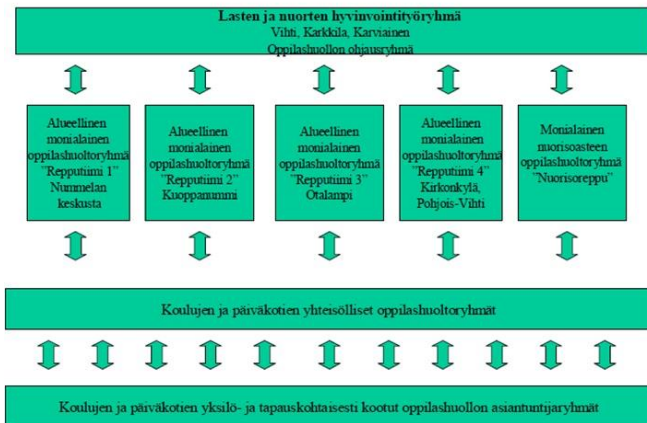 Lasten ja nuorten hyvinvointityöryhmä
Vihti, Karkkila, Karviainen
Oppilashuollon ohjausryhmä
Alueellinen
monialainen
oppilashuoltoryhmä
”Repputiimi 1”
Nummelan
keskusta
Alueellinen
monialainen
oppilashuoltoryhmä
”Repputiimi 2”
Kuoppanummi
Alueellinen
monialainen
oppilashuoltoryhmä
”Repputiimi 3”
Otalampi
Alueellinen
monialainen
oppilashuoltoryhmä
”Repputiimi 4”
Kirkonkylä,
Pohjois-Vihti
Monialainen
nuorisoasteen
oppilashuoltoryhmä
”Nuorisoreppu”
Koulujen ja päiväkotien yhteisölliset oppilashuoltoryhmät
Koulujen ja päiväkotien yksilö- ja tapauskohtaisesti kootut oppilashuollon asiantuntijaryhmät